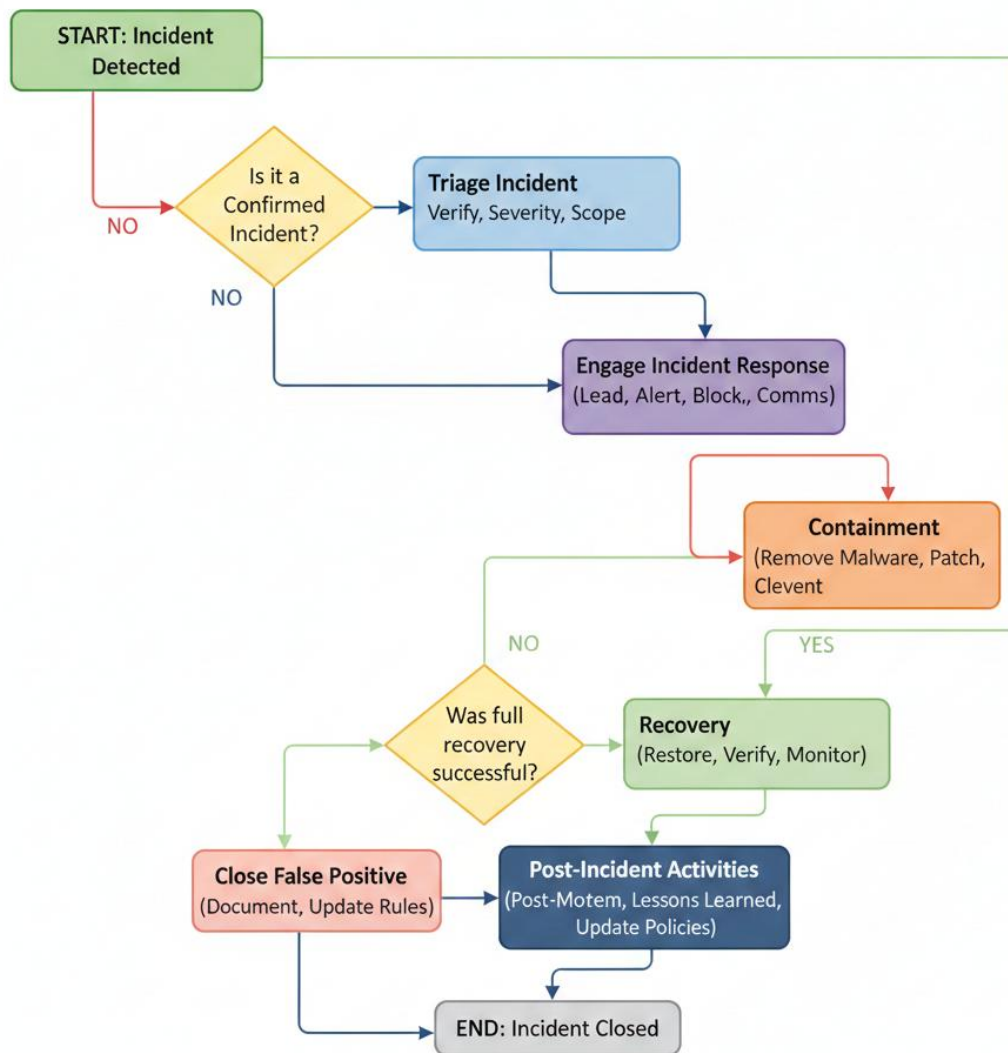 START: Incident
Detected
Is it a
Confirmed
Incident?
NO
Triage Incident
Verify, Severity, Scope
NO
Engage Incident Response
(Lead, Alert, Block,, Comms)
Containment
(Remove Malware, Patch,
Clevent
NO
YES
Was full
recovery
successful?
Recovery
(Restore, Verify, Monitor)
Close False Positive
(Document, Update Rules)
Post-Incident Activities
(Post-Motem, Lessons Learned,
Update Policies)
END: Incident Closed